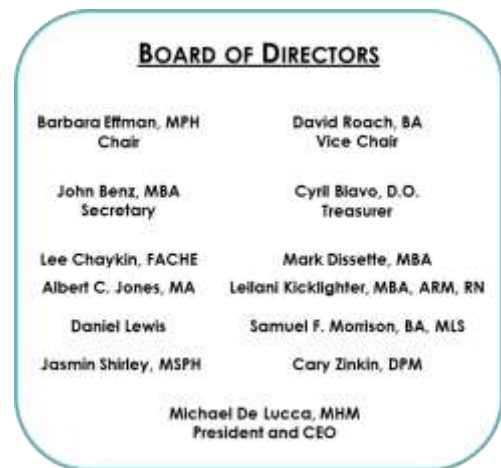 BOARD OF DIRECTORS
Barbara Effman, MPH
Chair
David Roach, BA
Vice Chair
John Benz, MBA
Secretary
Cyril Blavo, D.O.
Treasurer
Lee Chaykin, FACHE
Mark Dissette, MBA
Albert C. Jones, MA
Leilani Kicklighter, MBA, ARM, RN
Daniel Lewis
Samuel F. Morrison, BA, MLS
Jasmin Shirley, MSPH
Cary Zinkin, DPM
Michael De Lucca, MHM
President and CEO